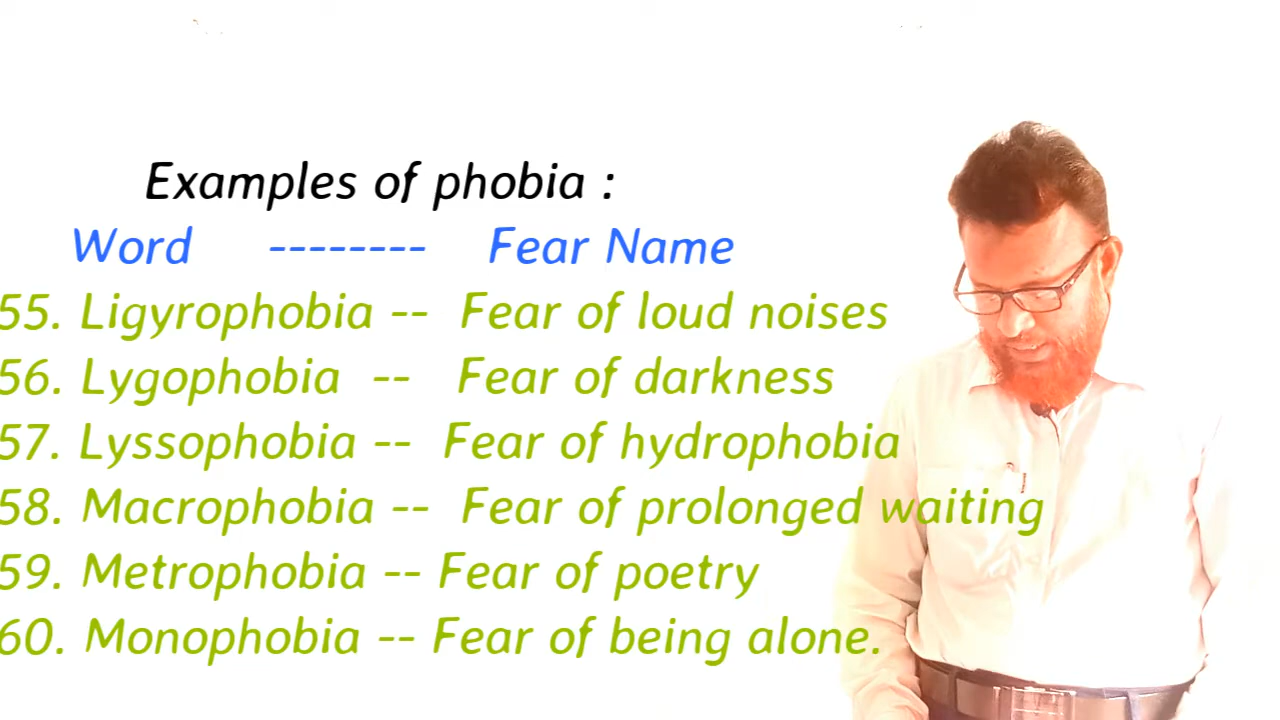 Examples of phobia :
Word -------- Fear Name
55. Ligyrophobia -- Fear of loud noises
56. Lygophobia -- Fear of darkness
57. Lyssophobia -- Fear of hydrophobia
58. Macrophobia -- Fear of prolonged waiting
59. Metrophobia -- Fear of poetry
60. Monophobia -- Fear of being alone.